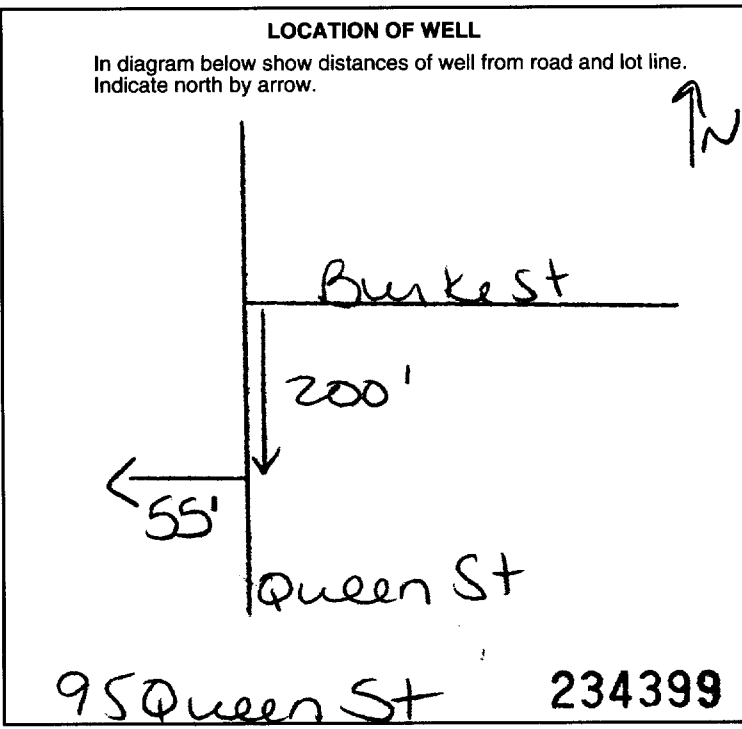 LOCATION OF WELL
In diagram below show distances of well from road and lot line.
Indicate north by arrow.
N
Burke St
200'
55'
Queen St
95 Queen St 234399